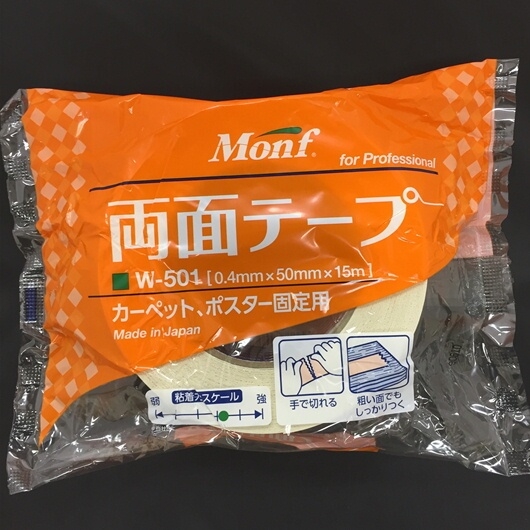 Monf
for Professional
両面テープ
W-501 [0.4mm×50mm×15m]
カーペット、ポスター固定用
Made in Japan
粘着力スケール
弱 強
手で切れる
粗い面でも
しっかりつく